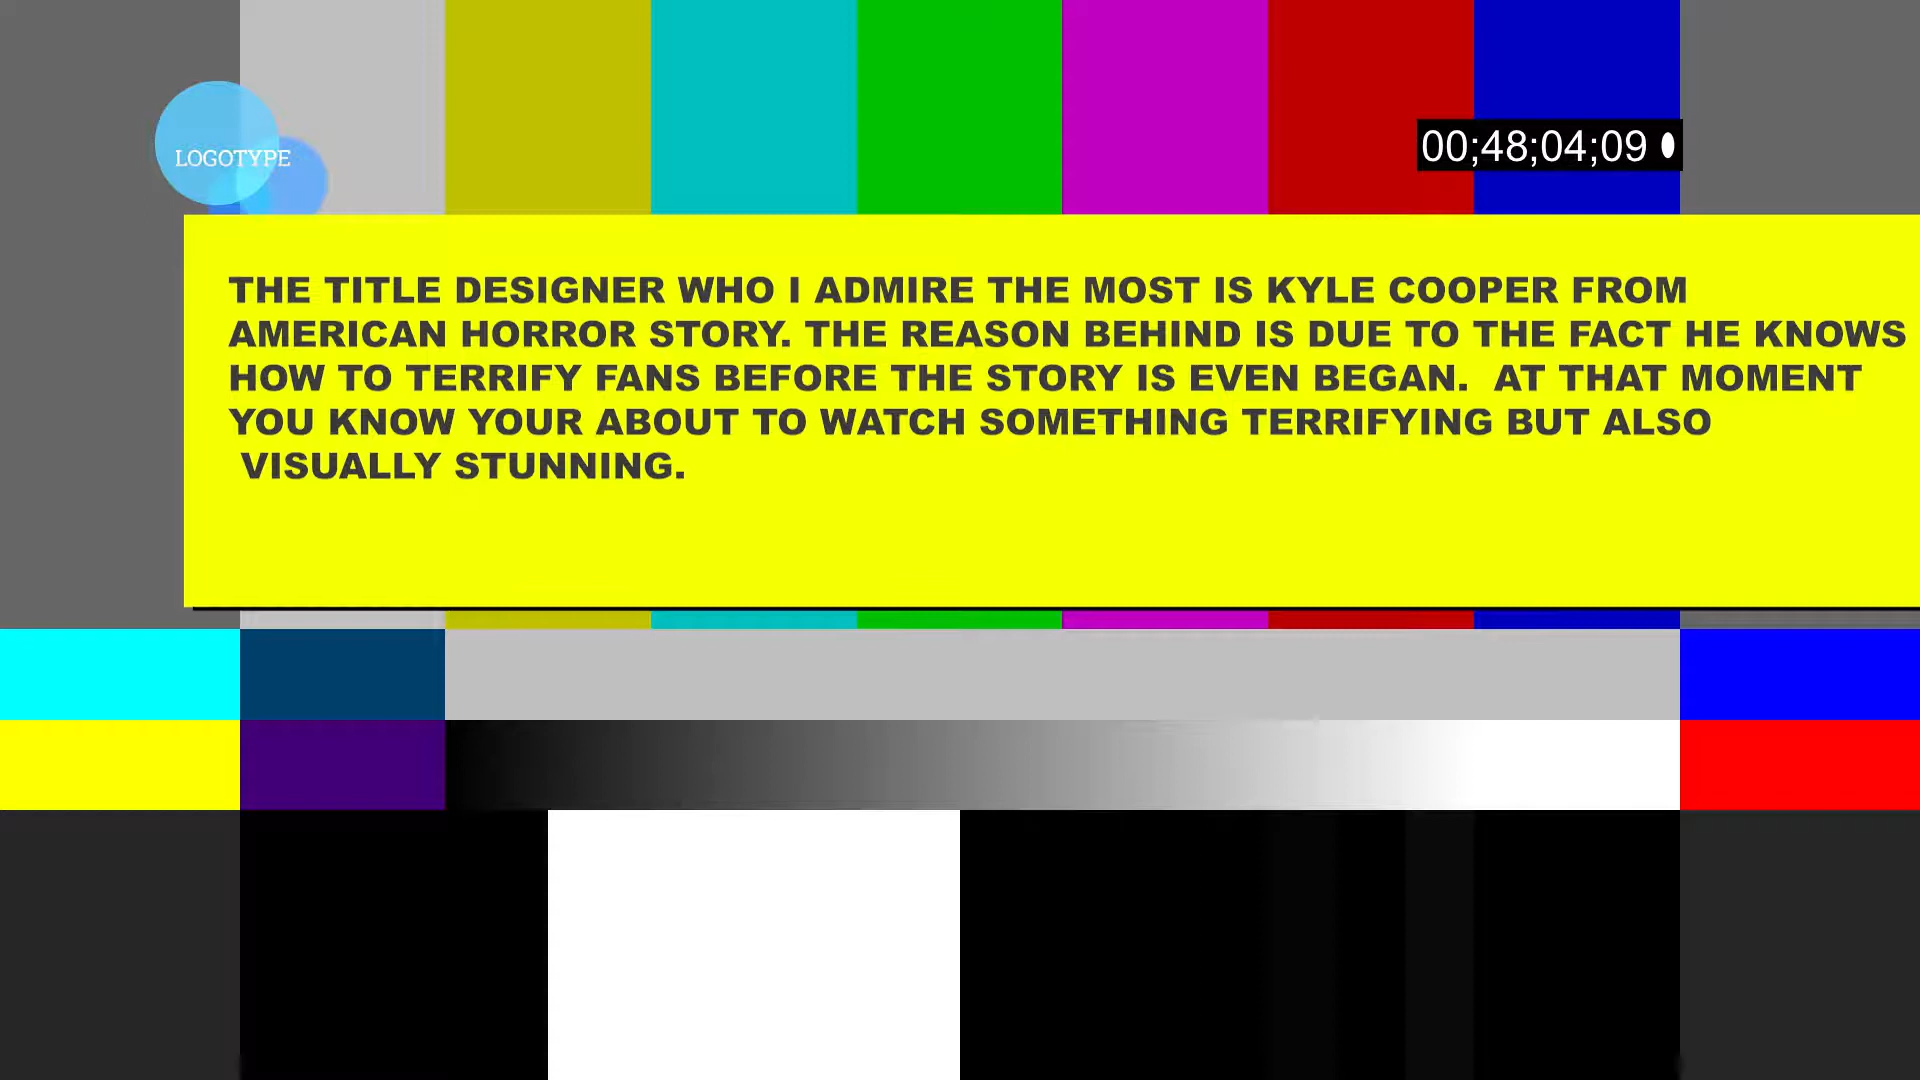 LOGOTYPE
00;48;04;09
THE TITLE DESIGNER WHO I ADMIRE THE MOST IS KYLE COOPER FROM
AMERICAN HORROR STORY. THE REASON BEHIND IS DUE TO THE FACT HE KNOWS
HOW TO TERRIFY FANS BEFORE THE STORY IS EVEN BEGAN.  AT THAT MOMENT
YOU KNOW YOUR ABOUT TO WATCH SOMETHING TERRIFYING BUT ALSO
VISUALLY STUNNING.